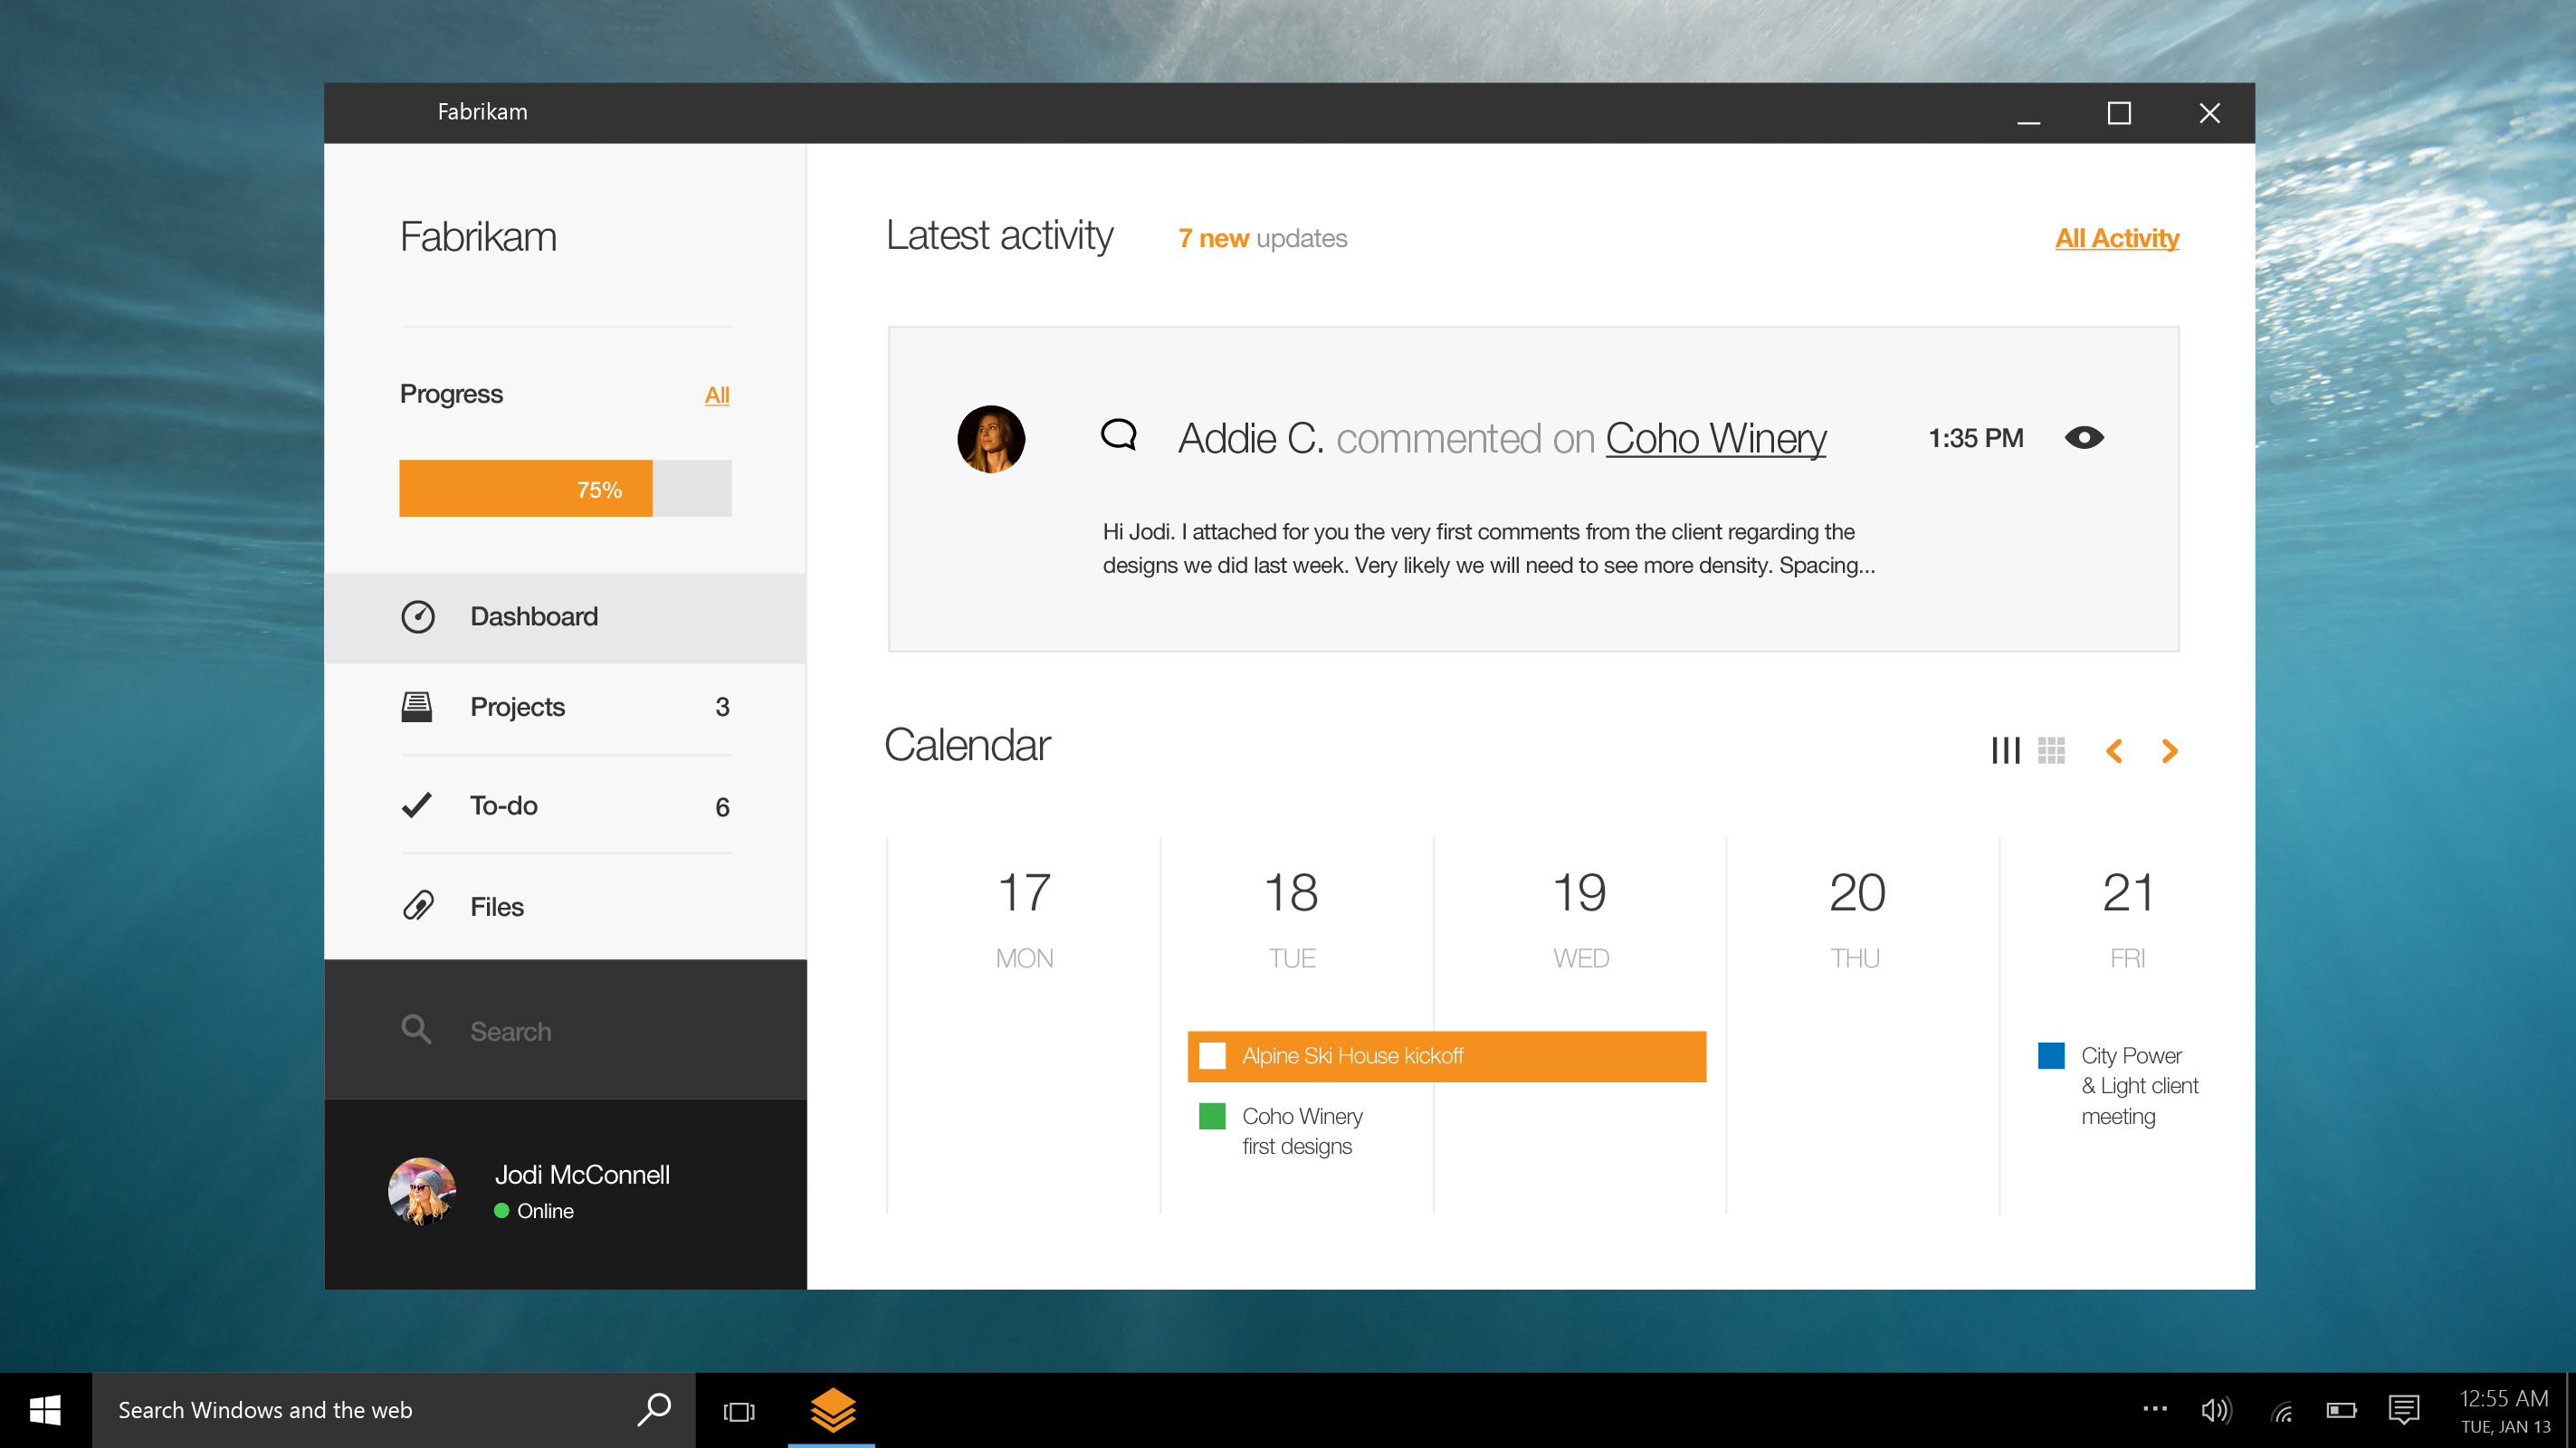 Fabrikam
Fabrikam
Progress
All
75%
Dashboard
Projects 3
To-do 6
Files
Search
Jodi McConnell
Online
Latest activity 7 new updates All Activity
Addie C. commented on Coho Winery 1:35 PM
Hi Jodi. I attached for you the very first comments from the client regarding the
designs we did last week. Very likely we will need to see more density. Spacing...
Calendar
17 18 19 20 21
MON TUE WED THU FRI
Alpine Ski House kickoff
Coho Winery
first designs
City Power
& Light client
meeting
Search Windows and the web
12:55 AM
TUE, JAN 13